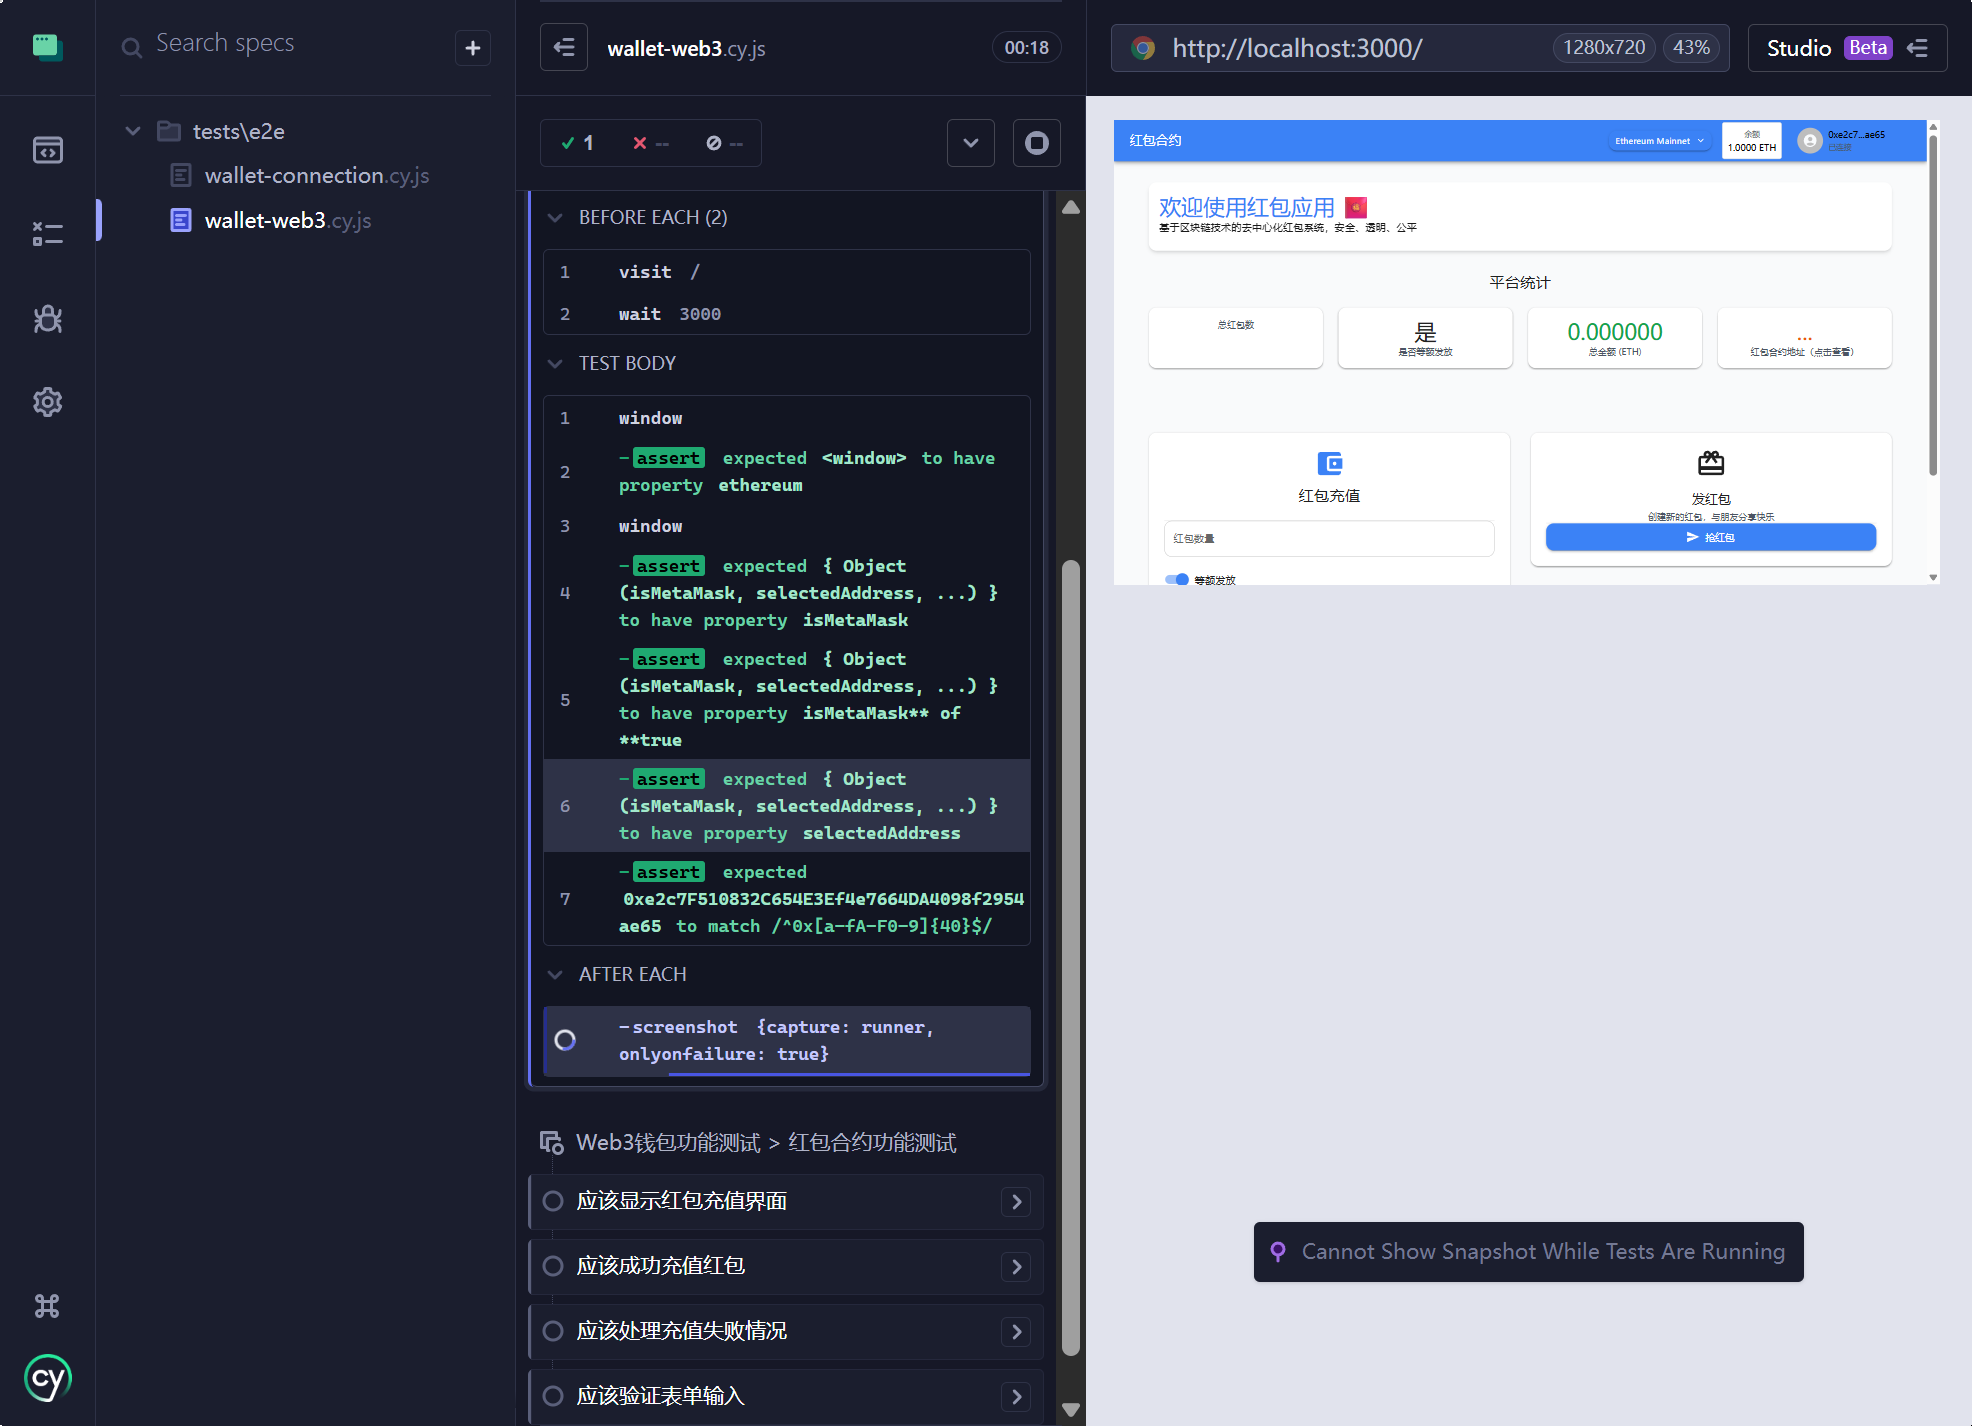 Search specs
+
tests\e2e
wallet-connection.cy.js
wallet-web3.cy.js
cy
wallet-web3.cy.js
00:18
1
--
--
BEFORE EACH (2)
1 visit /
2 wait 3000
TEST BODY
1 window
2 -assert expected <window> to have
property ethereum
3 window
-assert expected { Object
4 (isMetaMask, selectedAddress, ...) }
to have property isMetaMask
-assert expected { Object
(isMetaMask, selectedAddress, ...) }
5 to have property isMetaMask** of
**true
-assert expected { Object
6 (isMetaMask, selectedAddress, ...) }
to have property selectedAddress
-assert expected
7 0xe2c7F510832C654E3Ef4e7664DA4098f2954
ae65 to match /^0x[a-fA-F0-9]{40}$/
AFTER EACH
-screenshot {capture: runner,
onlyonfailure: true}
Web3钱包功能测试 > 红包合约功能测试
应该显示红包充值界面
应该成功充值红包
应该处理充值失败情况
应该验证表单输入
http://localhost:3000/
1280x720
43%
Studio Beta
红包合约
Ethereum Mainnet
余额
1.0000 ETH
0xe2c7...ae65
已连接
欢迎使用红包应用
基于区块链技术的去中心化红包系统，安全、透明、公平
平台统计
总红包数
是
是否等额发放
0.000000
总金额 (ETH)
...
红包合约地址（点击查看）
红包充值
红包数量
等额发放
发红包
创建新的红包，与朋友分享快乐
抢红包
Cannot Show Snapshot While Tests Are Running